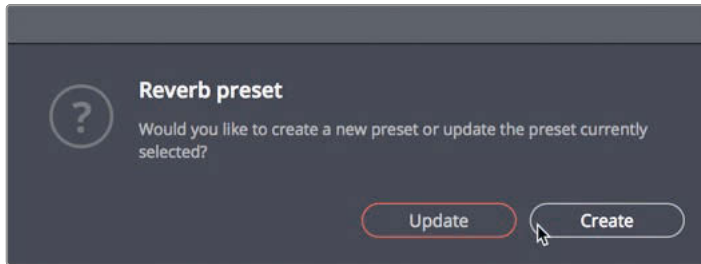 Reverb preset
Would you like to create a new preset or update the preset currently
selected?
Update Create